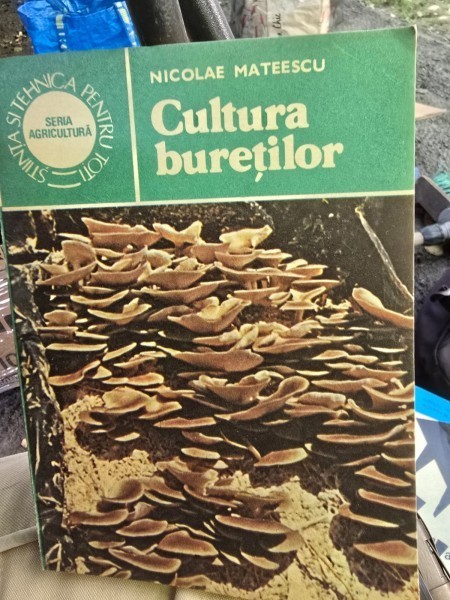 NICOLAE MATEESCU
Cultura
bureților
ȘTIINȚA ȘI TEHNICA PENTRU TOȚI
SERIA
AGRICULTURĂ